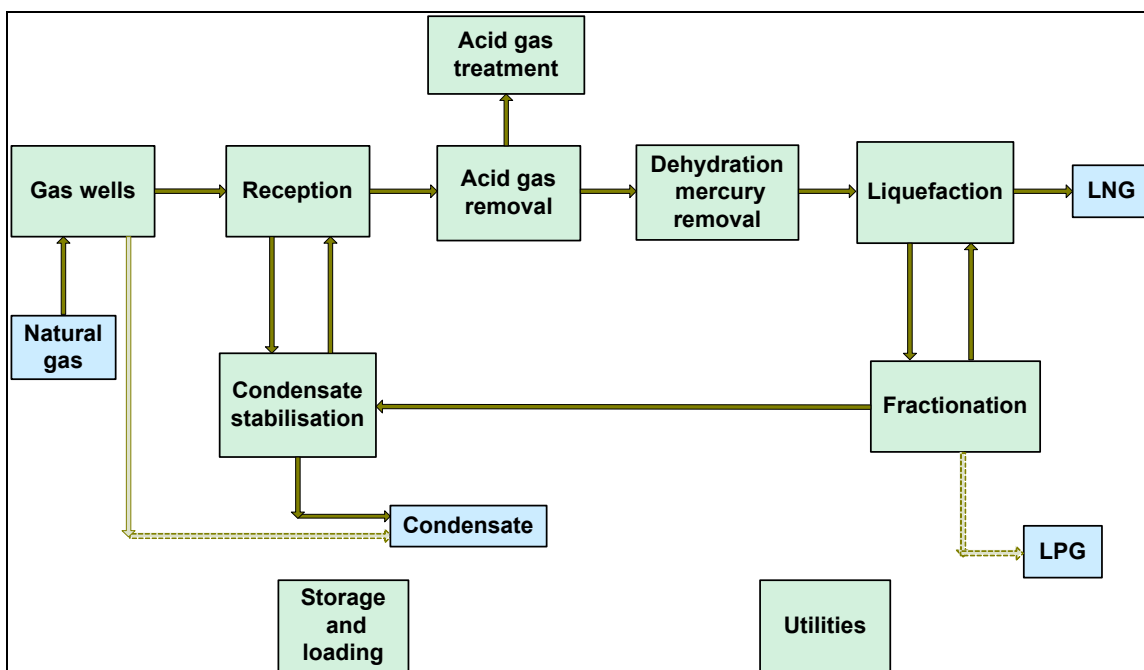 Acid gas
treatment
Gas wells
Reception
Acid gas
removal
Dehydration
mercury
removal
Liquefaction
LNG
Natural
gas
Condensate
stabilisation
Fractionation
Condensate
LPG
Storage
and
loading
Utilities